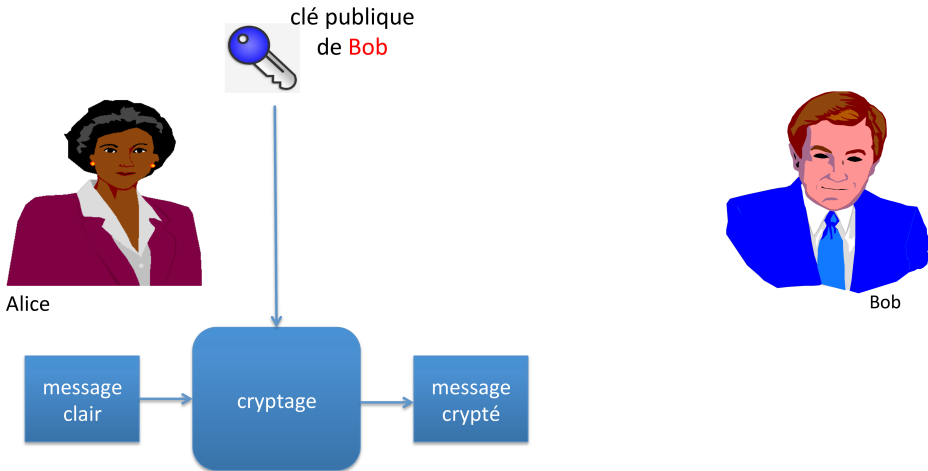 clé publique
de Bob
Alice
Bob
message
clair
cryptage
message
crypté